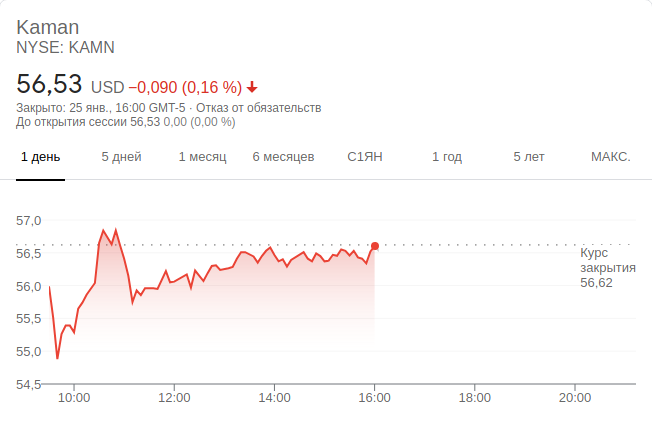 Kaman
NYSE: KAMN
56,53 USD −0,090 (0,16 %)
Закрыто: 25 янв., 16:00 GMT-5 · Отказ от обязательств
До открытия сессии 56,53 0,00 (0,00 %)
1 день 5 дней 1 месяц 6 месяцев С1ЯН 1 год 5 лет МАКС.
57,0
56,5
56,0
55,5
55,0
54,5
Курс
закрытия
56,62
10:00 12:00 14:00 16:00 18:00 20:00